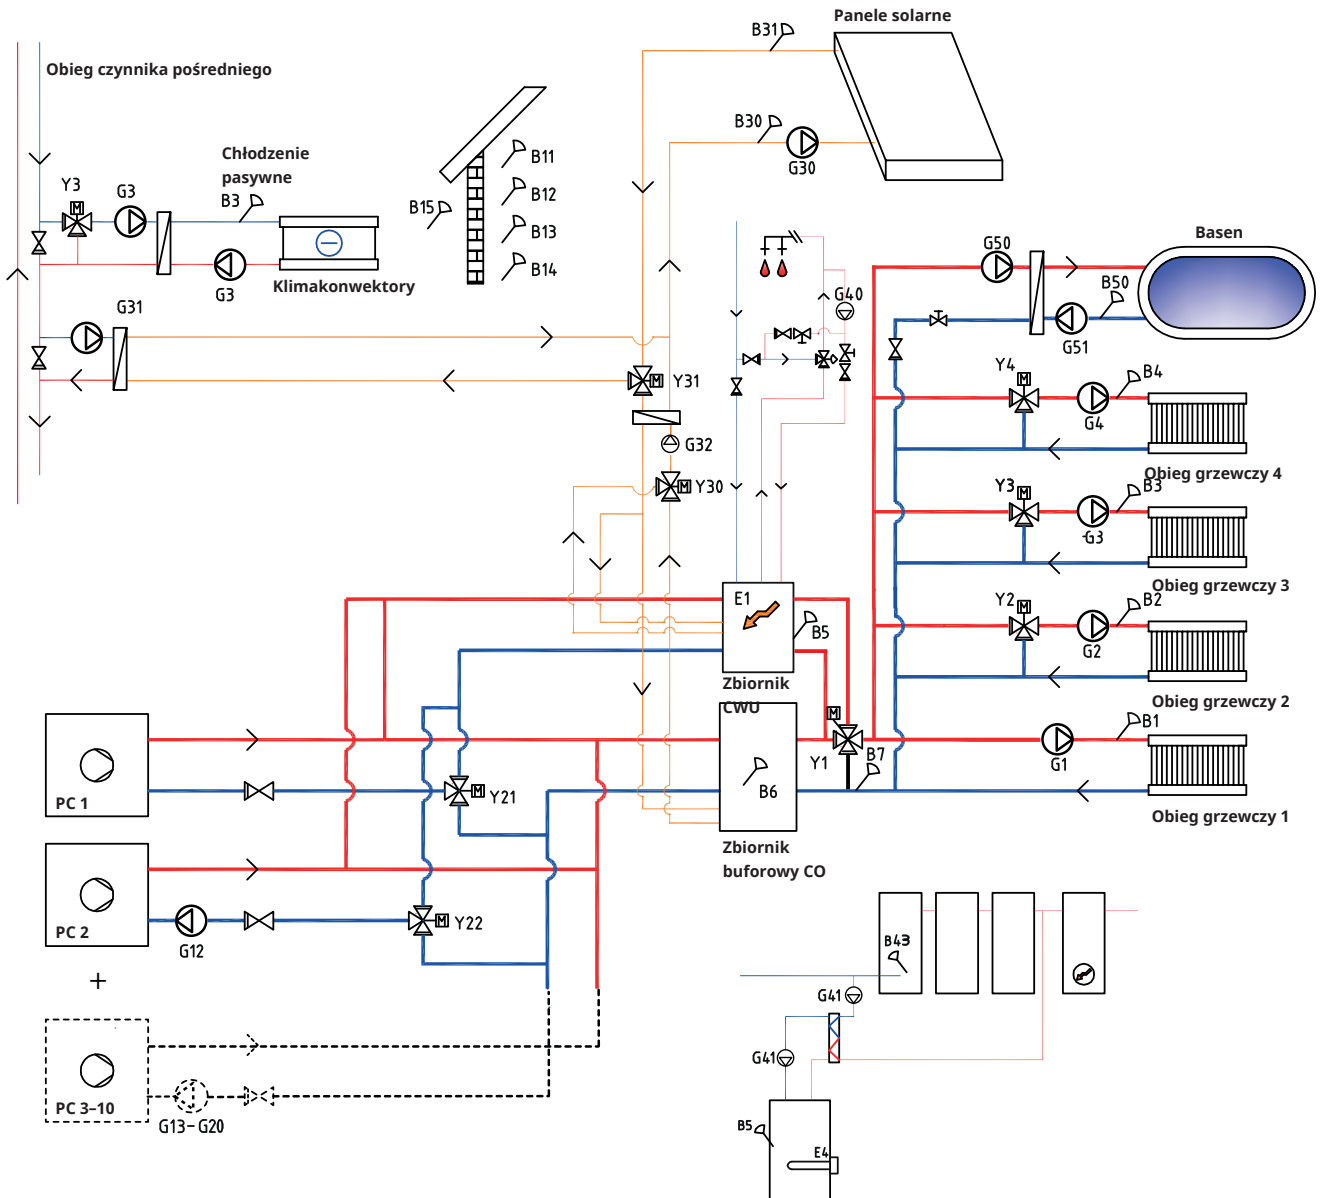 Panele solarne
B31
Obieg czynnika pośredniego
B30
G30
Chłodzenie
pasywne
B11
Y3
G3
B3
B12
B15
B13
B14
G3
Klimakonwektory
Basen
G50
B50
G40
G51
G31
Y31
Y4
B4
G4
G32
Obieg grzewczy 4
Y30
Y3
B3
G3
Obieg grzewczy 3
E1
B5
Y2
B2
G2
Zbiornik
CWU
Obieg grzewczy 2
M
B1
Y1
B7
G1
PC 1
Y21
B6
Obieg grzewczy 1
Zbiornik
buforowy CO
PC 2
G12
Y22
B43
+
G41
G41
PC 3–10
G13–G20
B5
E4
M
M
M
M
M
M
M
M